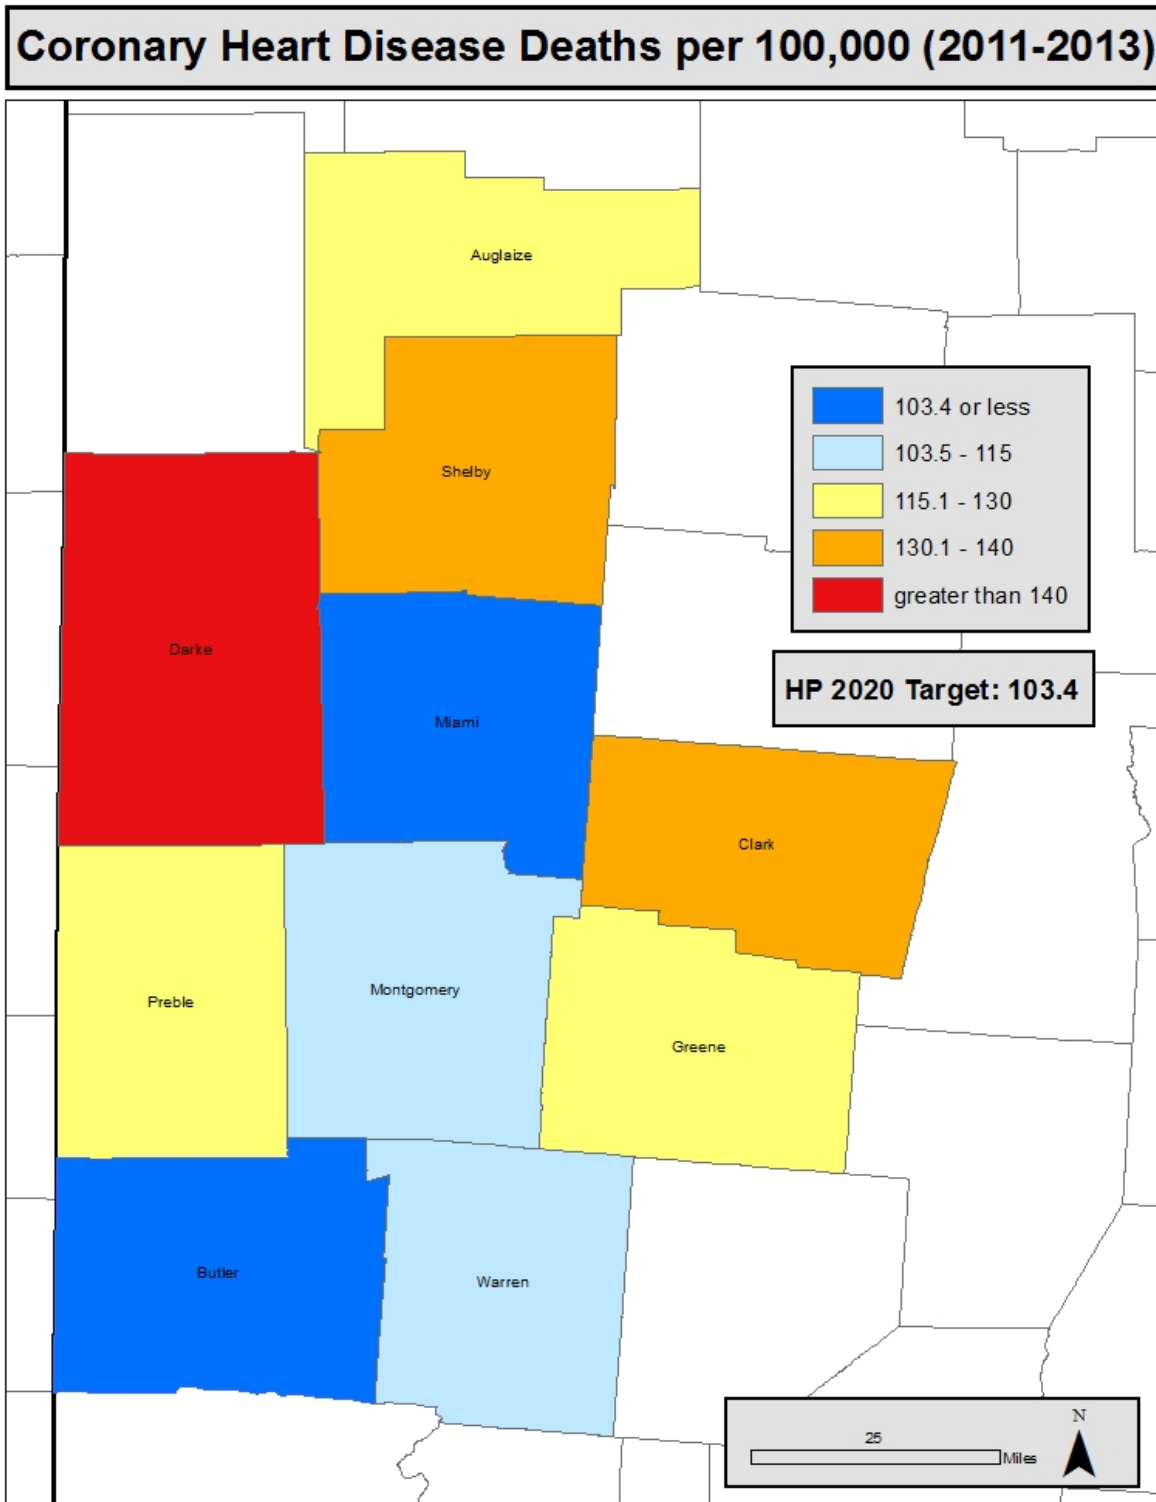 Coronary Heart Disease Deaths per 100,000 (2011-2013)
Auglaize
103.4 or less
103.5 - 115
115.1 - 130
130.1 - 140
greater than 140
Shelby
Darke
HP 2020 Target: 103.4
Miami
Clark
Montgomery
Preble
Greene
Butler
Warren
N
25
Miles